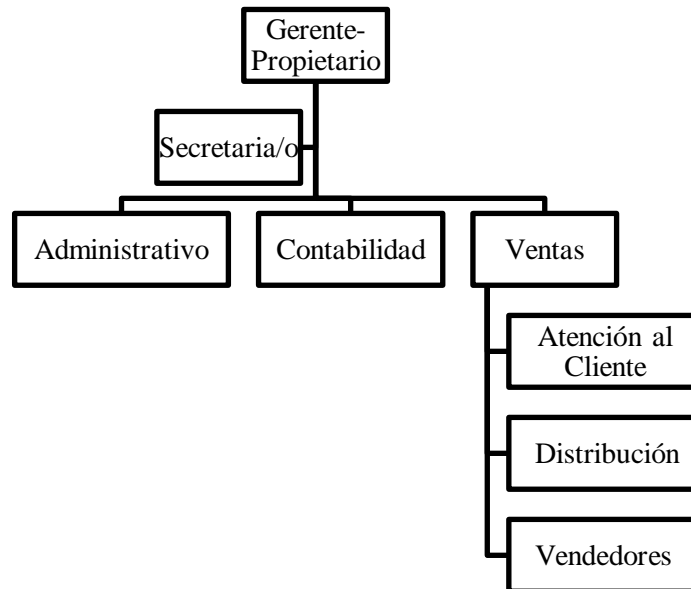 Gerente-
Propietario
Secretaria/o
Administrativo
Contabilidad
Ventas
Atención al
Cliente
Distribución
Vendedores